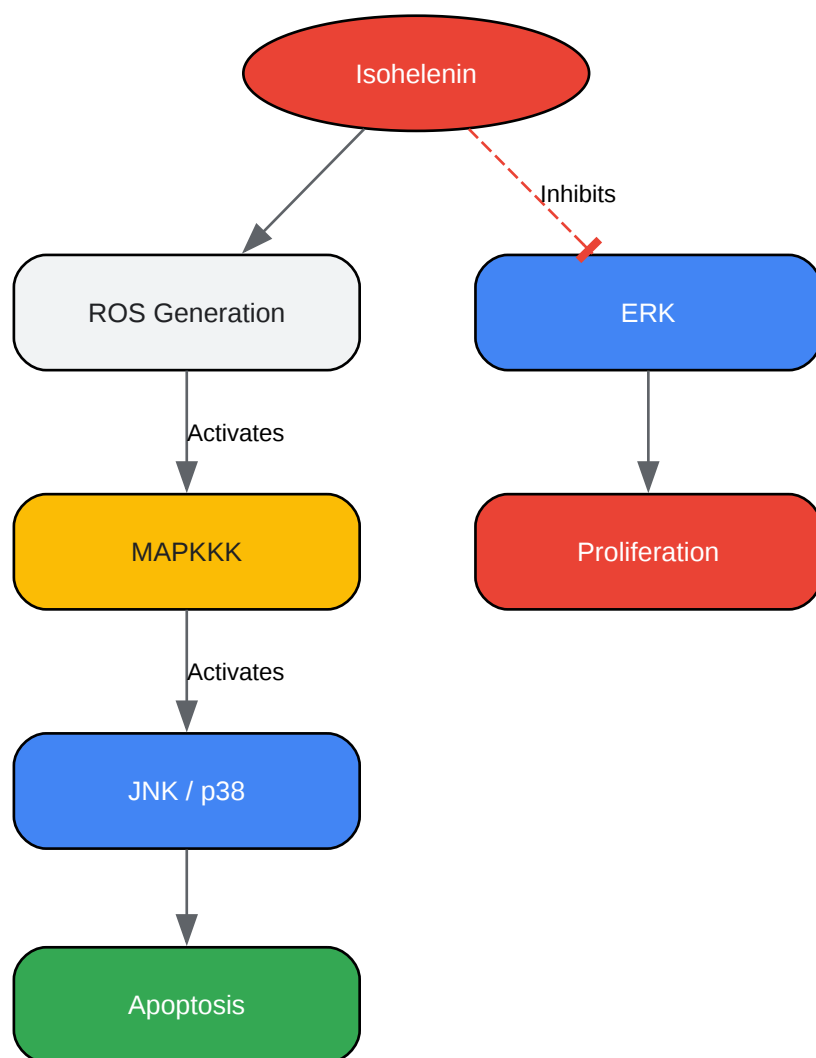 Isohelenin
Inhibits
ROS Generation
ERK
Activates
MAPKKK
Proliferation
Activates
JNK / p38
Apoptosis